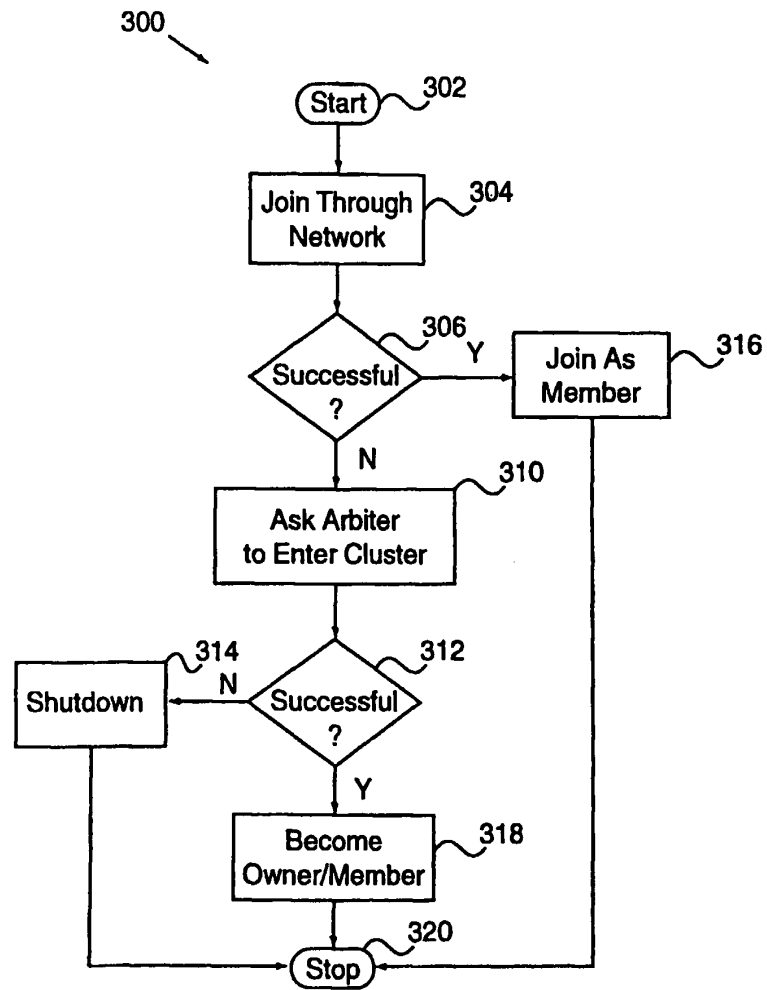 300
Start
302
Join Through
Network
304
306
Successful
?
Y
Join As
Member
316
N
310
Ask Arbiter
to Enter Cluster
314
Shutdown
N
312
Successful
?
Y
Become
Owner/Member
318
320
Stop